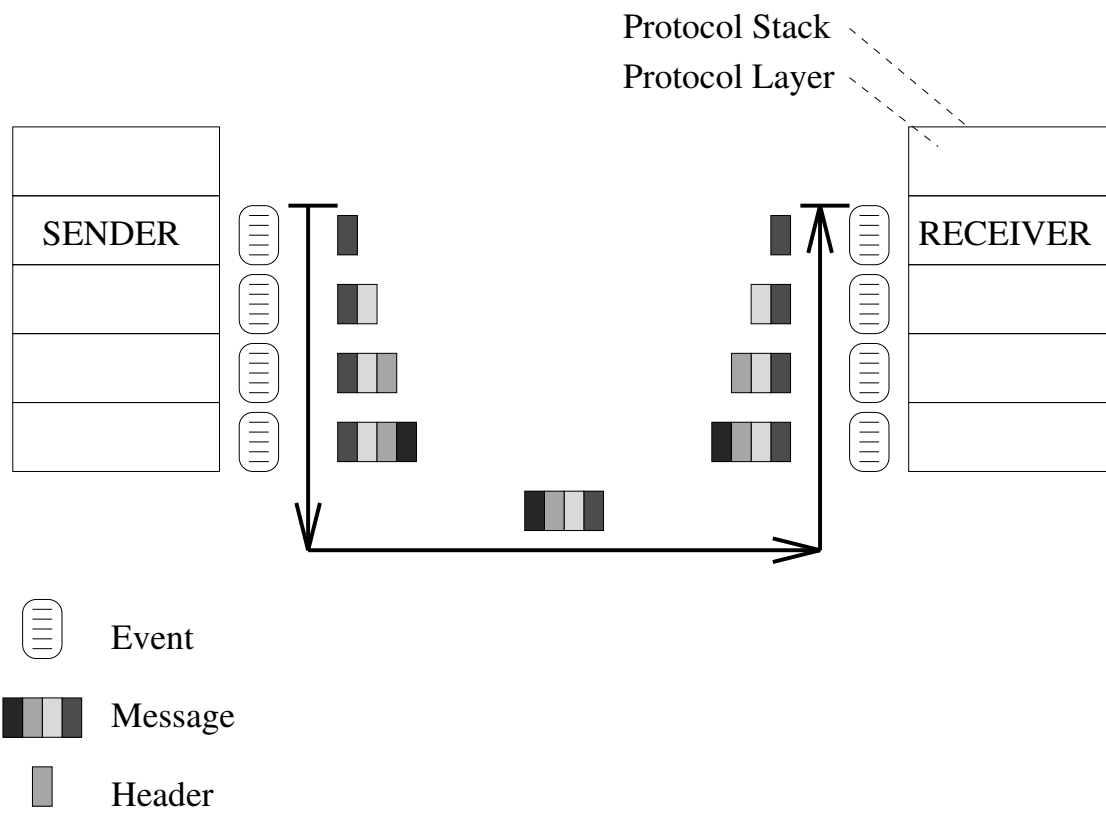 Protocol Stack
Protocol Layer
SENDER
RECEIVER
Event
Message
Header